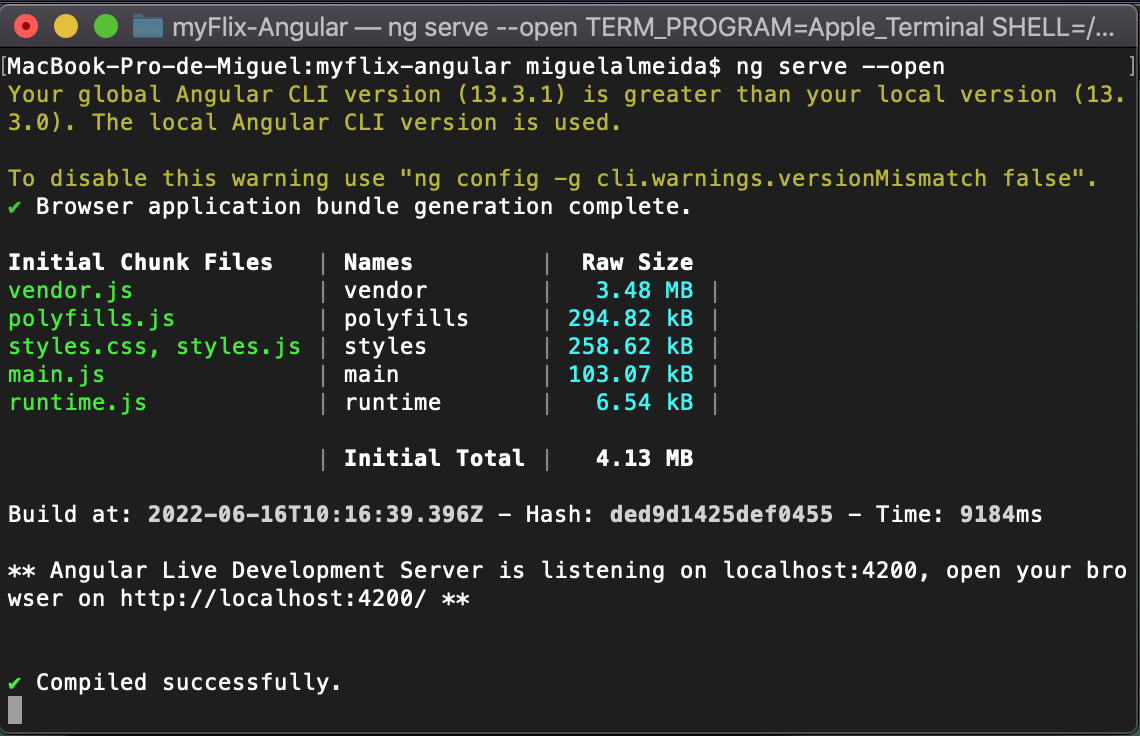 myFlix-Angular — ng serve --open TERM_PROGRAM=Apple_Terminal SHELL=/...
[MacBook-Pro-de-Miguel:myflix-angular miguelalmeida$ ng serve --open ]
Your global Angular CLI version (13.3.1) is greater than your local version (13.
3.0). The local Angular CLI version is used.
To disable this warning use "ng config -g cli.warnings.versionMismatch false".
✔ Browser application bundle generation complete.
Initial Chunk Files | Names | Raw Size
vendor.js | vendor | 3.48 MB |
polyfills.js | polyfills | 294.82 kB |
styles.css, styles.js | styles | 258.62 kB |
main.js | main | 103.07 kB |
runtime.js | runtime | 6.54 kB |
| Initial Total | 4.13 MB
Build at: 2022-06-16T10:16:39.396Z - Hash: ded9d1425def0455 - Time: 9184ms
** Angular Live Development Server is listening on localhost:4200, open your bro
wser on http://localhost:4200/ **
✔ Compiled successfully.